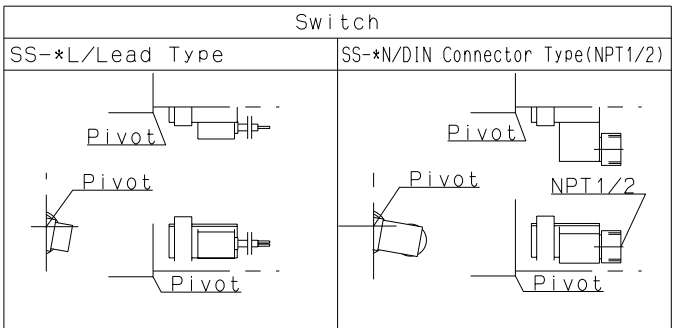 Switch
SS-*L/Lead Type
SS-*N/DIN Connector Type(NPT1/2)
Pivot
Pivot
Pivot
Pivot
Pivot
NPT1/2
Pivot